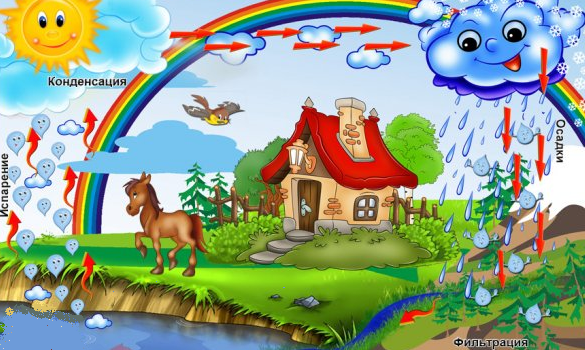 Конденсация
Испарение
Осадки
Фильтрация